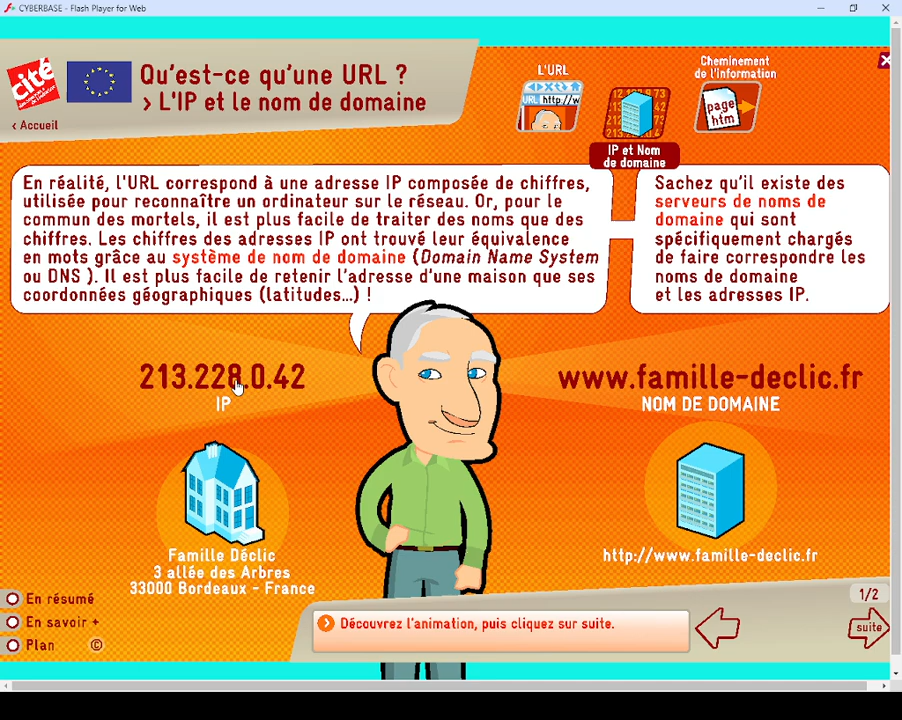 CYBERBASE - Flash Player for Web
cité
Qu'est-ce qu'une URL ?
› L'IP et le nom de domaine
‹ Accueil
L'URL
URL: http://w
IP et Nom
de domaine
Cheminement
de l'Information
page
htm
En réalité, l'URL correspond à une adresse IP composée de chiffres,
utilisée pour reconnaître un ordinateur sur le réseau. Or, pour le
commun des mortels, il est plus facile de traiter des noms que des
chiffres. Les chiffres des adresses IP ont trouvé leur équivalence
en mots grâce au système de nom de domaine (Domain Name System
ou DNS ). Il est plus facile de retenir l'adresse d'une maison que ses
coordonnées géographiques (latitudes...) !
Sachez qu'il existe des
serveurs de noms de
domaine qui sont
spécifiquement chargés
de faire correspondre les
noms de domaine
et les adresses IP.
213.228.0.42
IP
www.famille-declic.fr
NOM DE DOMAINE
Famille Déclic
3 allée des Arbres
33000 Bordeaux - France
http://www.famille-declic.fr
En résumé
En savoir +
Plan ©
Découvrez l'animation, puis cliquez sur suite.
1/2
suite